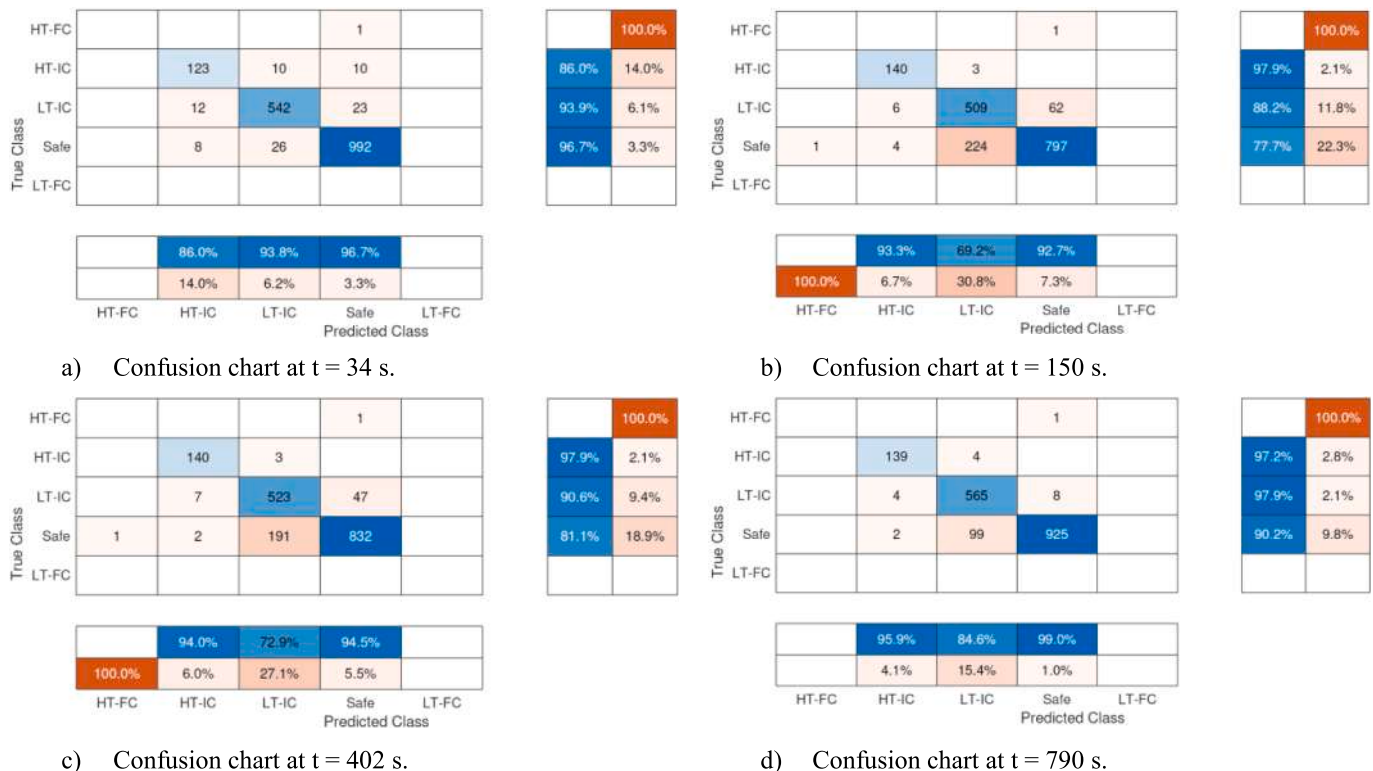 HT-FC 1 100.0%
HT-IC 123 10 10 86.0% 14.0%
LT-IC 12 542 23 93.9% 6.1%
Safe 8 26 992 96.7% 3.3%
LT-FC
True Class
86.0% 93.8% 96.7%
14.0% 6.2% 3.3%
HT-FC HT-IC LT-IC Safe LT-FC
Predicted Class
a) Confusion chart at t = 34 s.
HT-FC 1 100.0%
HT-IC 140 3 97.9% 2.1%
LT-IC 6 509 62 88.2% 11.8%
Safe 1 4 224 797 77.7% 22.3%
LT-FC
True Class
93.3% 69.2% 92.7%
100.0% 6.7% 30.8% 7.3%
HT-FC HT-IC LT-IC Safe LT-FC
Predicted Class
b) Confusion chart at t = 150 s.
HT-FC 1 100.0%
HT-IC 140 3 97.9% 2.1%
LT-IC 7 523 47 90.6% 9.4%
Safe 1 2 191 832 81.1% 18.9%
LT-FC
True Class
94.0% 72.9% 94.5%
100.0% 6.0% 27.1% 5.5%
HT-FC HT-IC LT-IC Safe LT-FC
Predicted Class
c) Confusion chart at t = 402 s.
HT-FC 1 100.0%
HT-IC 139 4 97.2% 2.8%
LT-IC 4 565 8 97.9% 2.1%
Safe 2 99 925 90.2% 9.8%
LT-FC
True Class
95.9% 84.6% 99.0%
4.1% 15.4% 1.0%
HT-FC HT-IC LT-IC Safe LT-FC
Predicted Class
d) Confusion chart at t = 790 s.